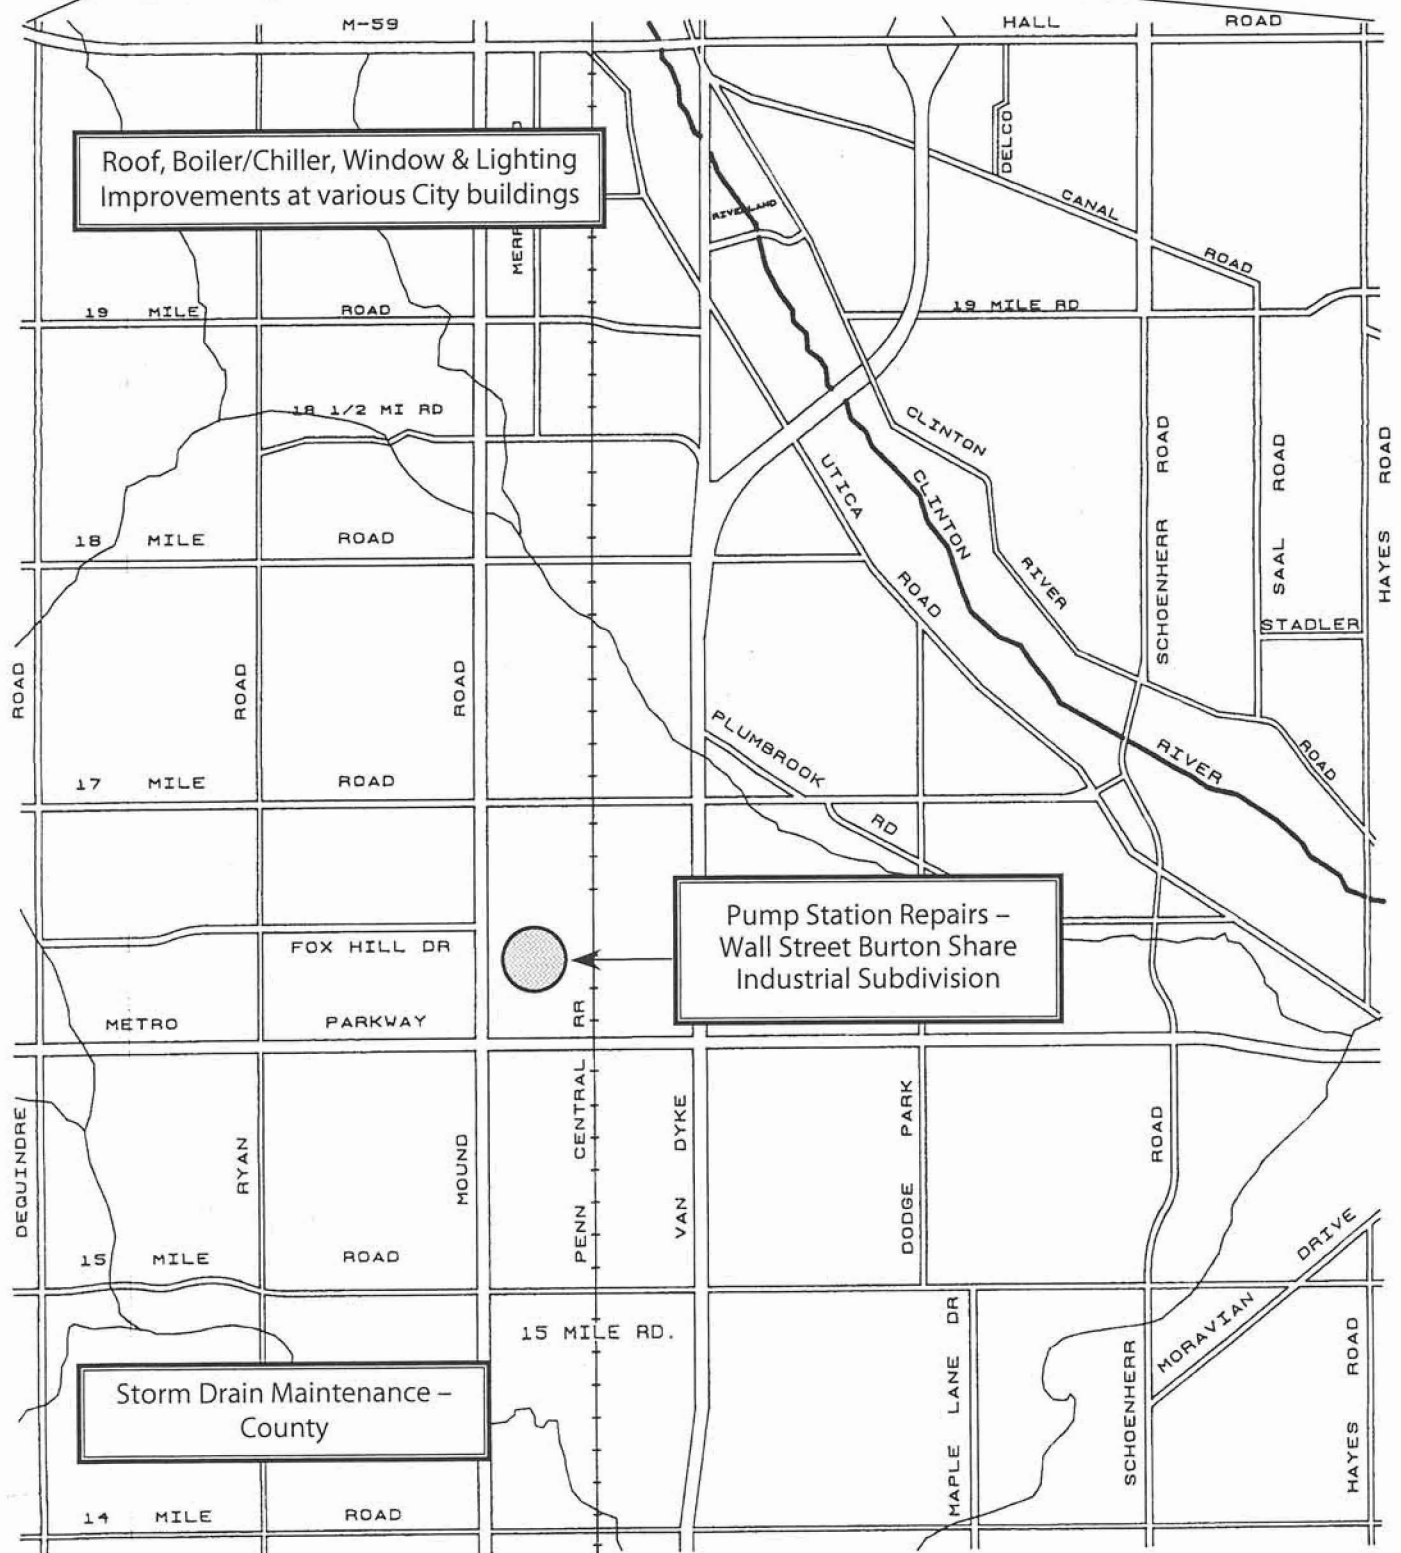 M-59
HALL ROAD
DELCO
Roof, Boiler/Chiller, Window & Lighting
Improvements at various City buildings
CANAL
ROAD
RIVERLAND
19 MILE ROAD
19 MILE RD
18 1/2 MI RD
CLINTON
RIVER
ROAD
UTICA
ROAD
CLINTON
RIVER
SCHOENHERR ROAD
SAAL ROAD
HAYES ROAD
18 MILE ROAD
STADLER
ROAD
ROAD
ROAD
PLUMBROOK
RD
17 MILE ROAD
Pump Station Repairs –
Wall Street Burton Share
Industrial Subdivision
FOX HILL DR
METRO PARKWAY
DEQUINDRE
RYAN
MOUND
PENN CENTRAL RR
VAN DYKE
DODGE PARK
ROAD
15 MILE ROAD
15 MILE RD.
MORAVIAN DRIVE
MAPLE LANE DR
SCHOENHERR
HAYES ROAD
Storm Drain Maintenance –
County
14 MILE ROAD